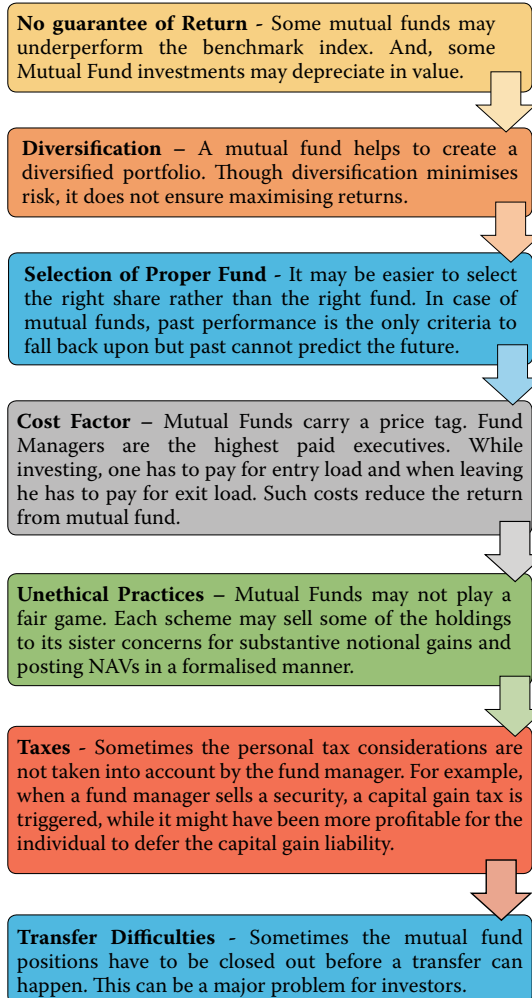 No guarantee of Return - Some mutual funds may
underperform the benchmark index. And, some
Mutual Fund investments may depreciate in value.
Diversification – A mutual fund helps to create a
diversified portfolio. Though diversification minimises
risk, it does not ensure maximising returns.
Selection of Proper Fund - It may be easier to select
the right share rather than the right fund. In case of
mutual funds, past performance is the only criteria to
fall back upon but past cannot predict the future.
Cost Factor – Mutual Funds carry a price tag. Fund
Managers are the highest paid executives. While
investing, one has to pay for entry load and when leaving
he has to pay for exit load. Such costs reduce the return
from mutual fund.
Unethical Practices – Mutual Funds may not play a
fair game. Each scheme may sell some of the holdings
to its sister concerns for substantive notional gains and
posting NAVs in a formalised manner.
Taxes - Sometimes the personal tax considerations are
not taken into account by the fund manager. For example,
when a fund manager sells a security, a capital gain tax is
triggered, while it might have been more profitable for the
individual to defer the capital gain liability.
Transfer Difficulties - Sometimes the mutual fund
positions have to be closed out before a transfer can
happen. This can be a major problem for investors.